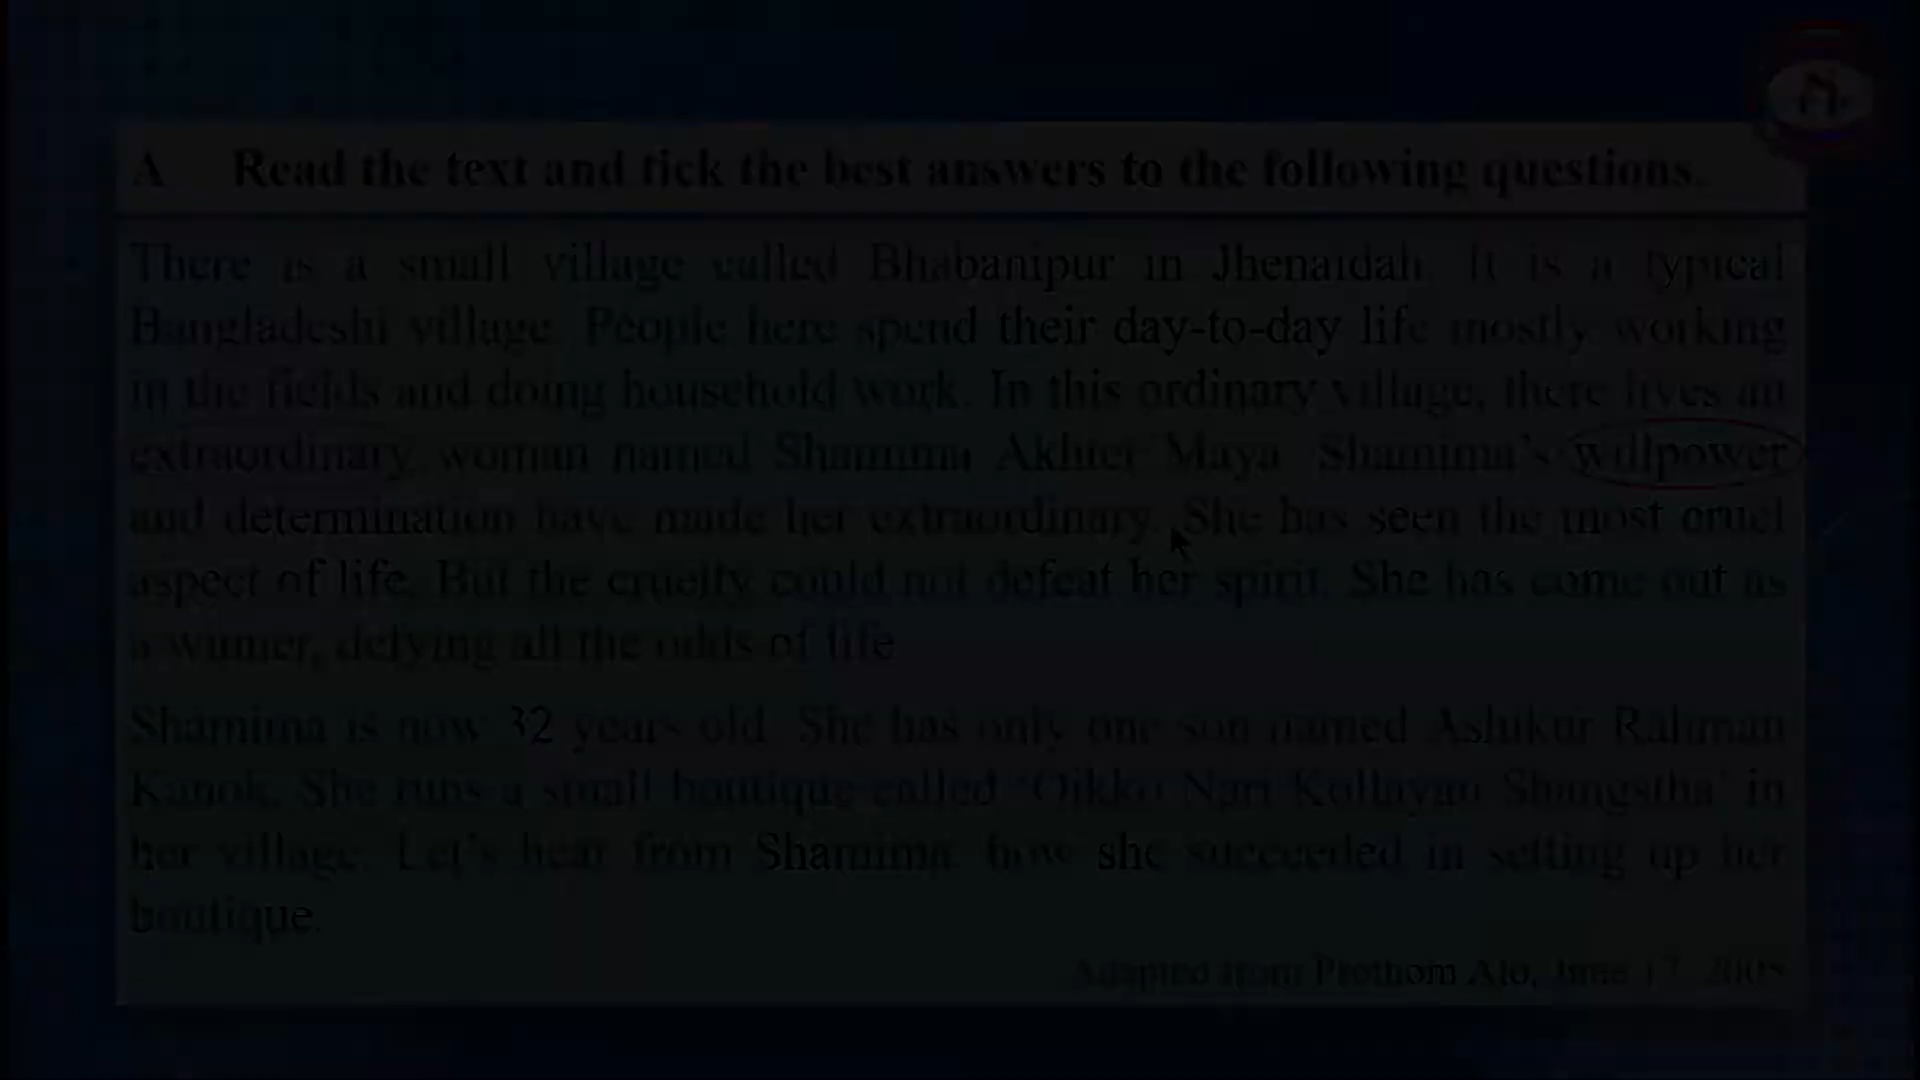 A Read the text and tick the best answers to the following questions.
There is a small village called Bhabanipur in Jhenaidah. It is a typical
Bangladeshi village. People here spend their day-to-day life mostly working
in the fields and doing household work. In this ordinary village, there lives an
extraordinary woman named Shamima Akhter Maya. Shamima's willpower
and determination have made her extraordinary. She has seen the most cruel
aspect of life. But the cruelty could not defeat her spirit. She has come out as
a winner, defying all the odds of life
Shamima is now 32 years old. She has only one son named Ashikur Rahman
Kanok. She runs a small boutique called 'Oikko Nari Kollayan Shangstha' in
her village. Let's hear from Shamima, how she succeeded in setting up her
boutique.
Adapted from Prothom Alo, June 17,